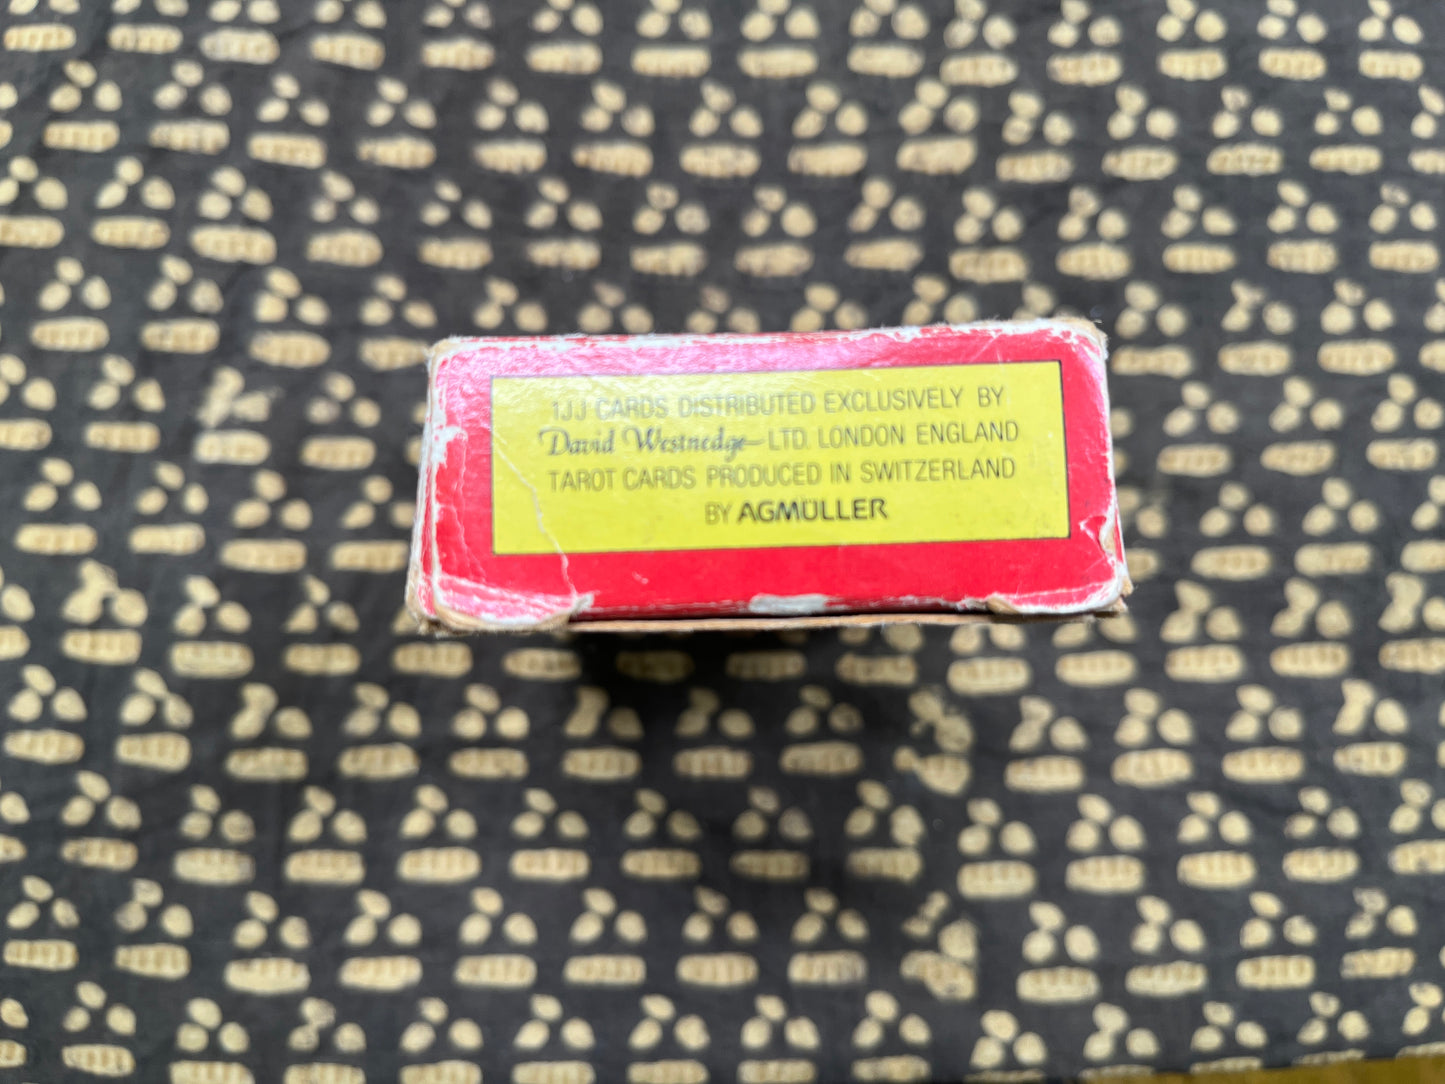 1JJ CARDS DISTRIBUTED EXCLUSIVELY BY
David Westnedge LTD. LONDON ENGLAND
TAROT CARDS PRODUCED IN SWITZERLAND
BY AGMÜLLER